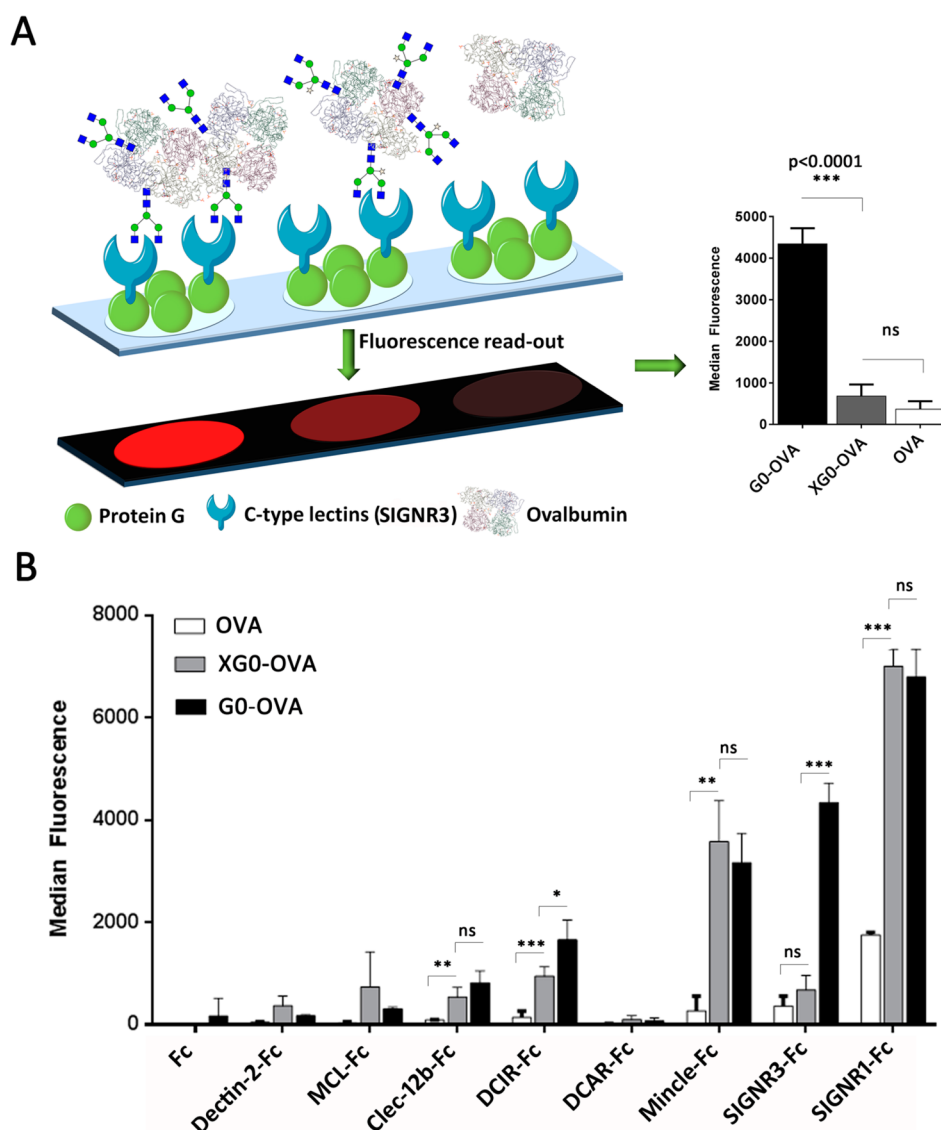 A
Fluorescence read-out
Protein G
C-type lectins (SIGNR3)
Ovalbumin
p<0.0001
***
ns
Median Fluorescence
5000
4000
3000
2000
1000
0
G0-OVA
XG0-OVA
OVA
B
Median Fluorescence
8000
6000
4000
2000
0
OVA
XG0-OVA
G0-OVA
** ns
*** *
** ns
ns ***
*** ns
Fc
Dectin-2-Fc
MCL-Fc
Clec-12b-Fc
DCIR-Fc
DCAR-Fc
Mincle-Fc
SIGNR3-Fc
SIGNR1-Fc